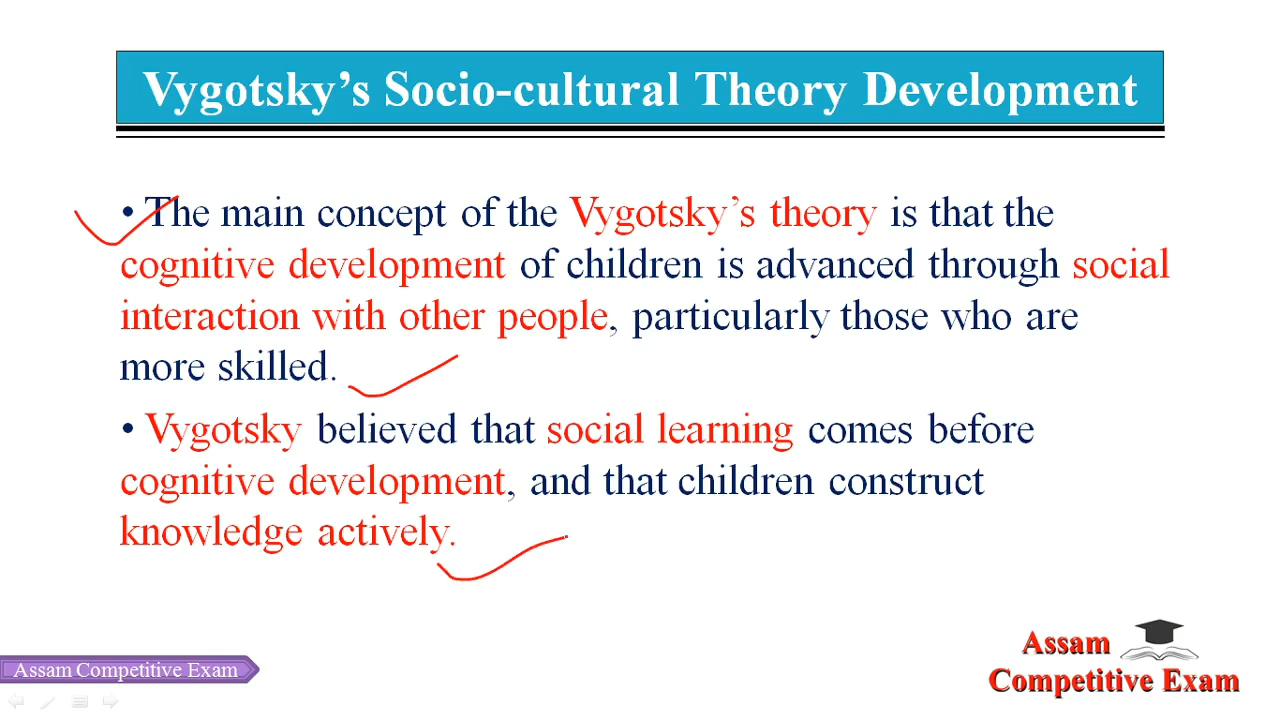 Vygotsky’s Socio-cultural Theory Development
• The main concept of the Vygotsky’s theory is that the
cognitive development of children is advanced through social
interaction with other people, particularly those who are
more skilled.
• Vygotsky believed that social learning comes before
cognitive development, and that children construct
knowledge actively.
Assam
Competitive Exam
Assam Competitive Exam